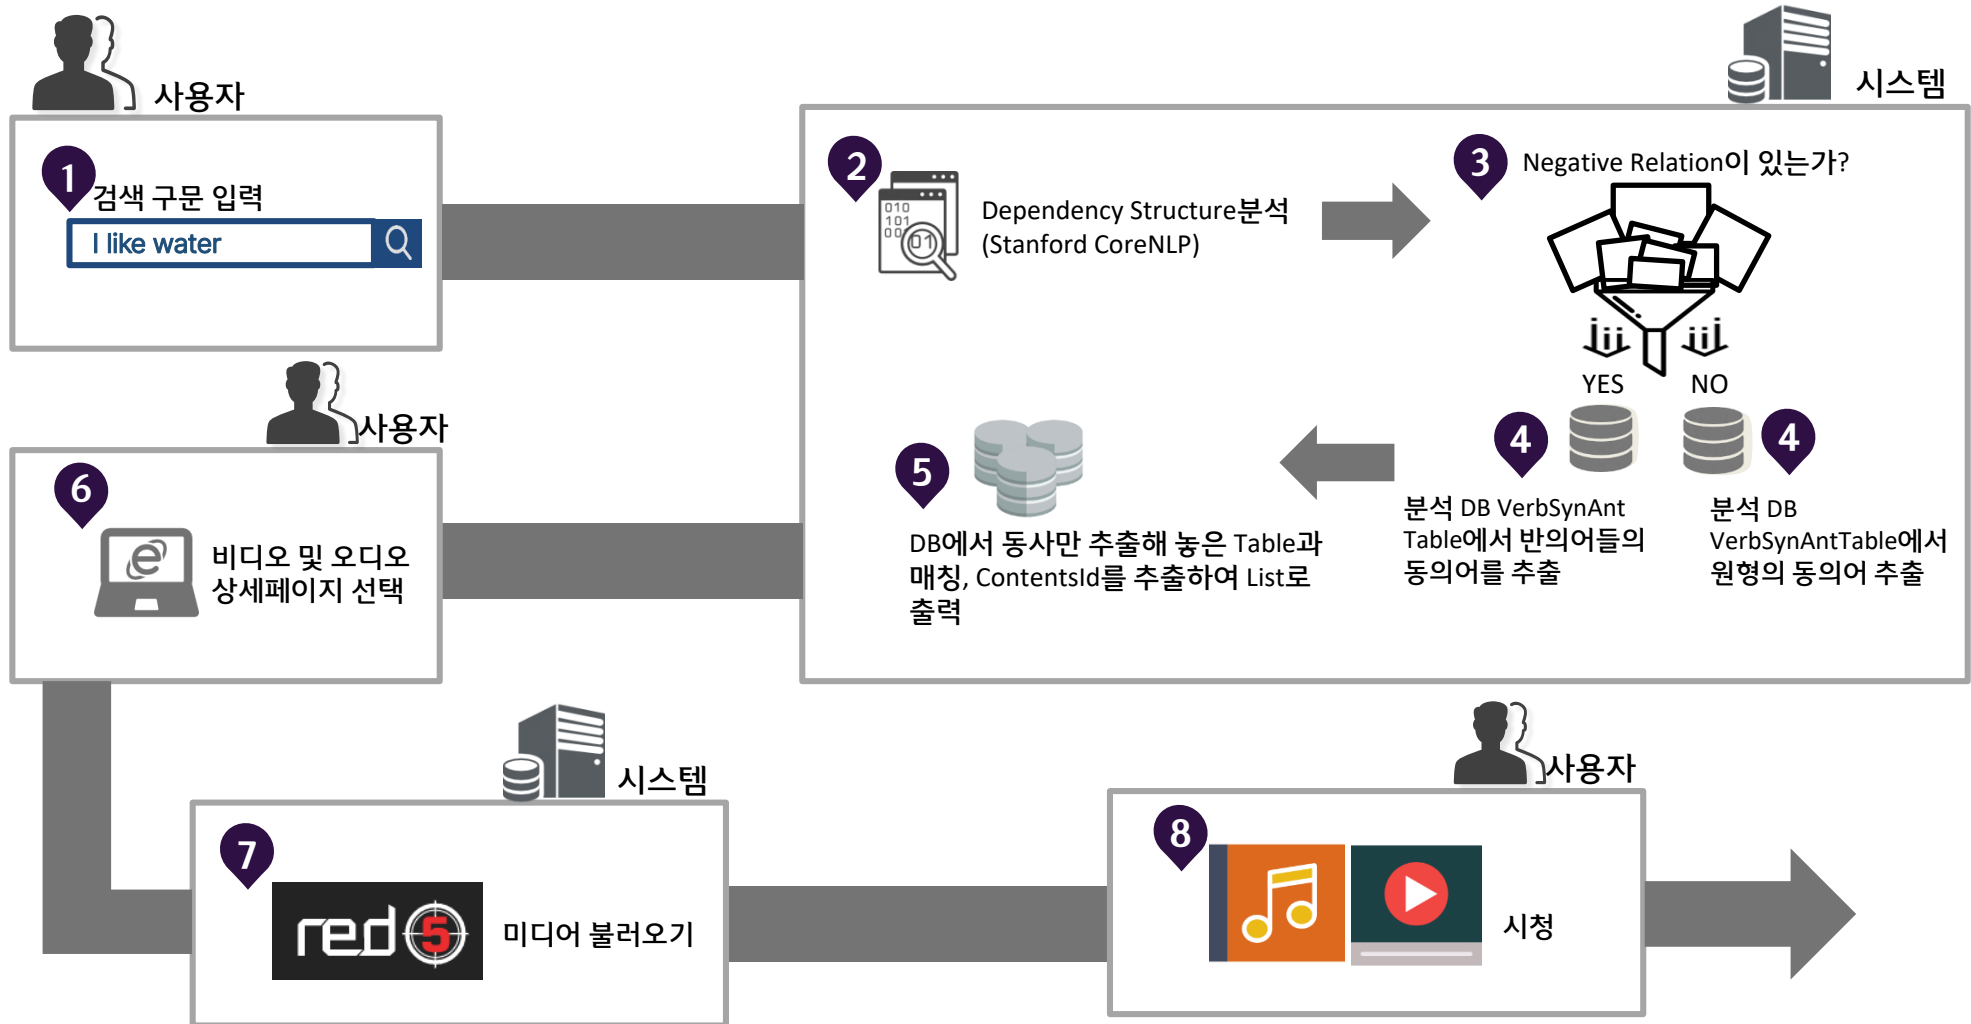 사용자
1
검색 구문 입력
I like water
시스템
2
010
101
00
01
Dependency Structure분석
(Stanford CoreNLP)
3
Negative Relation이 있는가?
YES
NO
4
분석 DB VerbSynAnt
Table에서 반의어들의
동의어를 추출
4
분석 DB
VerbSynAntTable에서
원형의 동의어 추출
5
DB에서 동사만 추출해 놓은 Table과
매칭, ContentsId를 추출하여 List로
출력
사용자
6
비디오 및 오디오
상세페이지 선택
시스템
7
red5
미디어 불러오기
사용자
8
시청